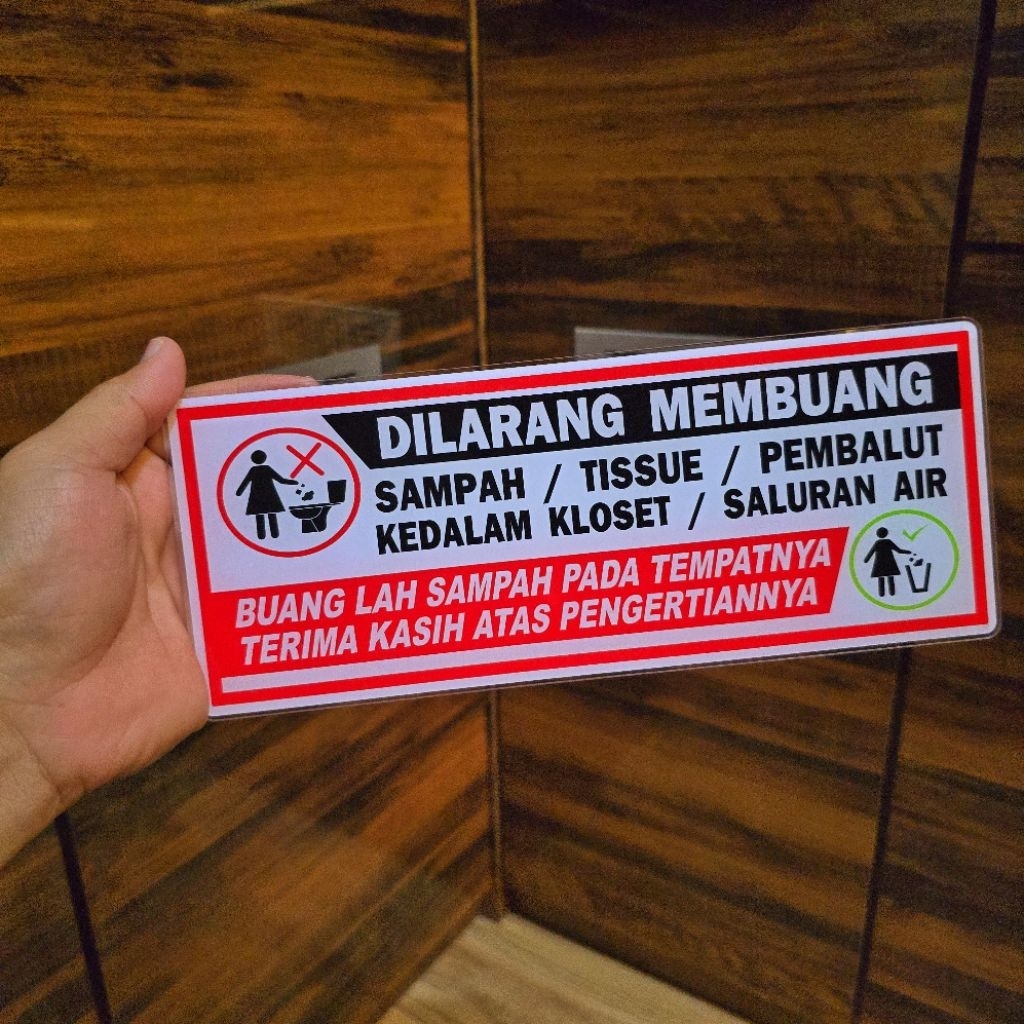 DILARANG MEMBUANG
SAMPAH / TISSUE / PEMBALUT
KEDALAM KLOSET / SALURAN AIR
BUANG LAH SAMPAH PADA TEMPATNYA
TERIMA KASIH ATAS PENGERTIANNYA